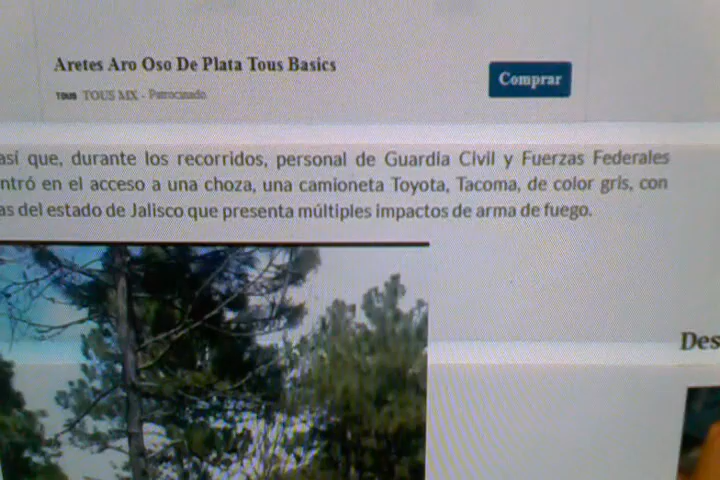 Aretes Aro Oso De Plata Tous Basics
Comprar
TOUS TOUS MX - Patrocinado
así que, durante los recorridos, personal de Guardia Civil y Fuerzas Federales
ntró en el acceso a una choza, una camioneta Toyota, Tacoma, de color gris, con
as del estado de Jalisco que presenta múltiples impactos de arma de fuego.
Des